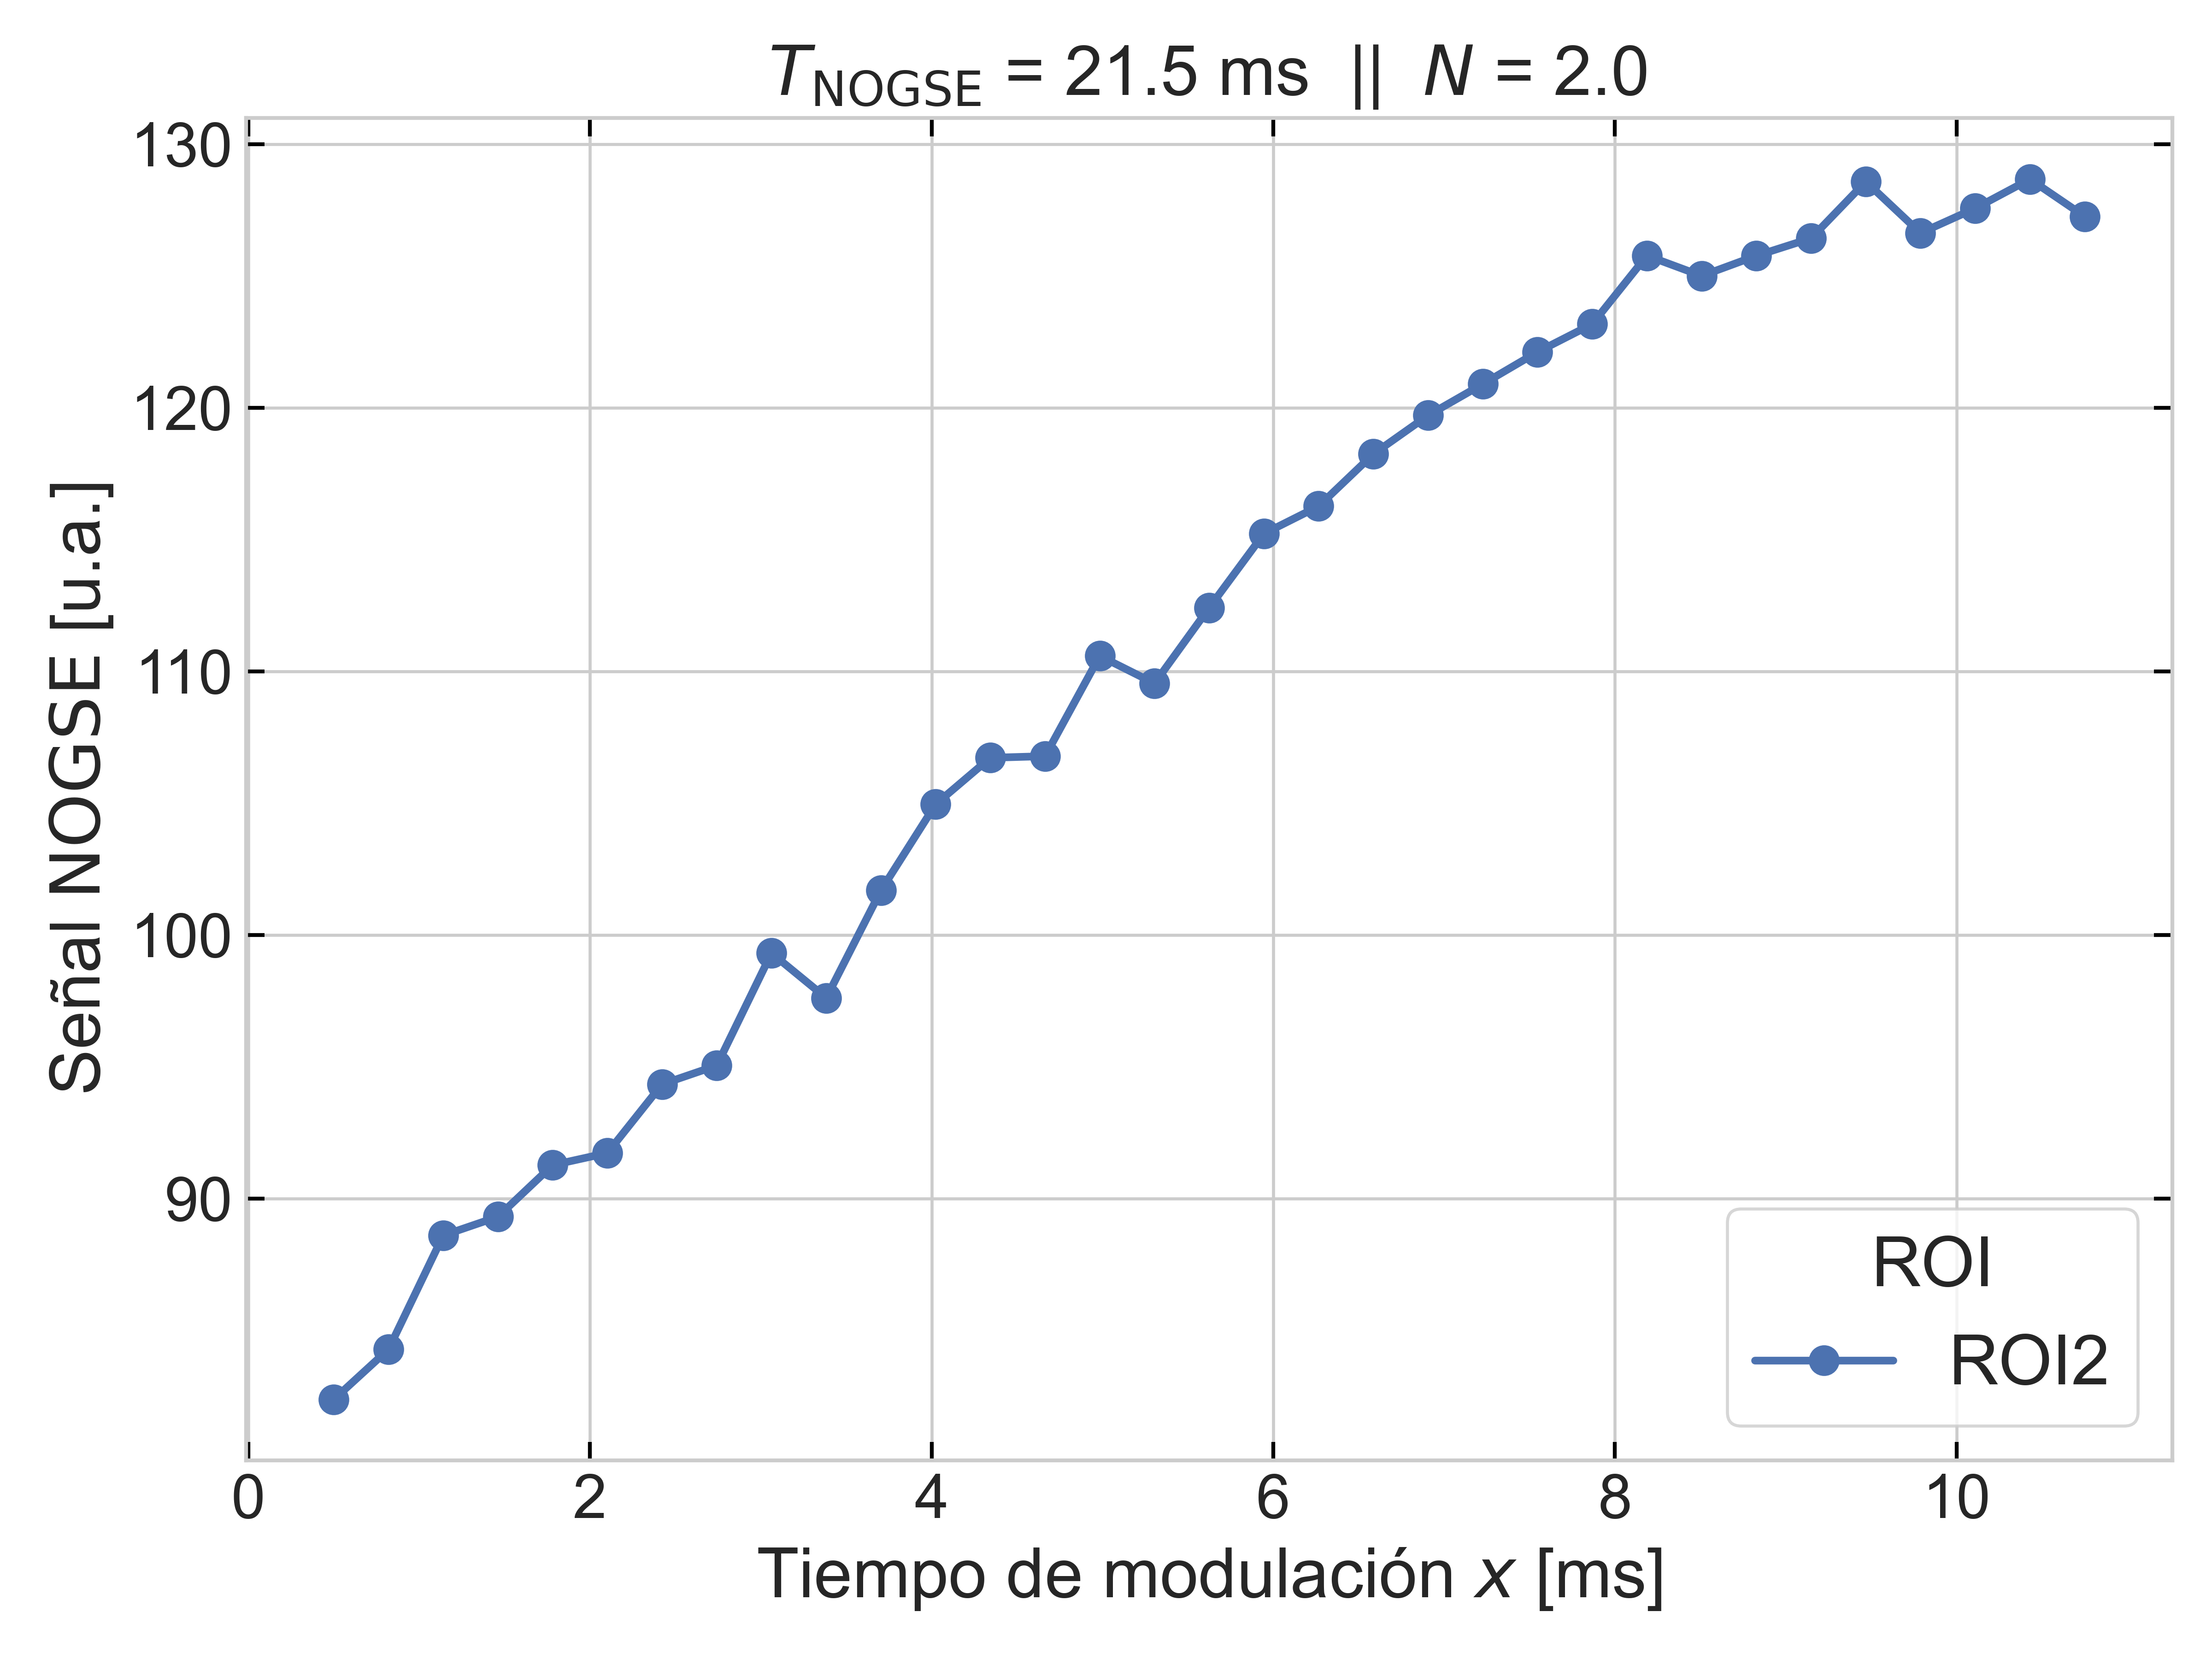 T_NOGSE = 21.5 ms || N = 2.0
130
120
110
100
90
Señal NOGSE [u.a.]
0 2 4 6 8 10
Tiempo de modulación x [ms]
ROI
ROI2